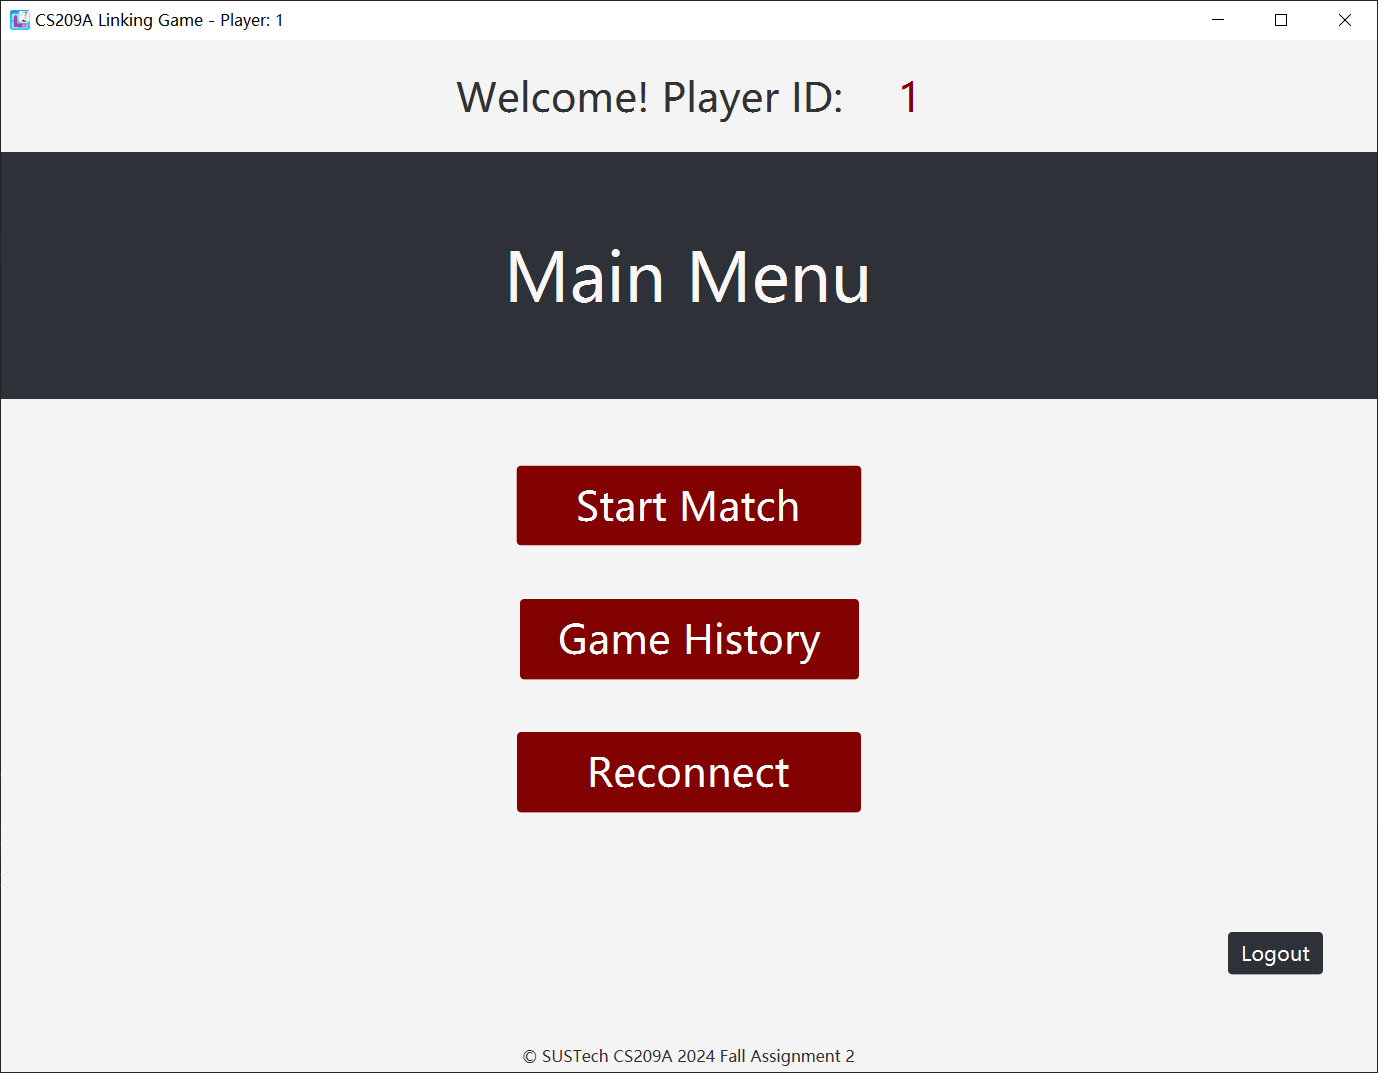 CS209A Linking Game - Player: 1
Welcome! Player ID: 1
Main Menu
Start Match
Game History
Reconnect
Logout
© SUSTech CS209A 2024 Fall Assignment 2